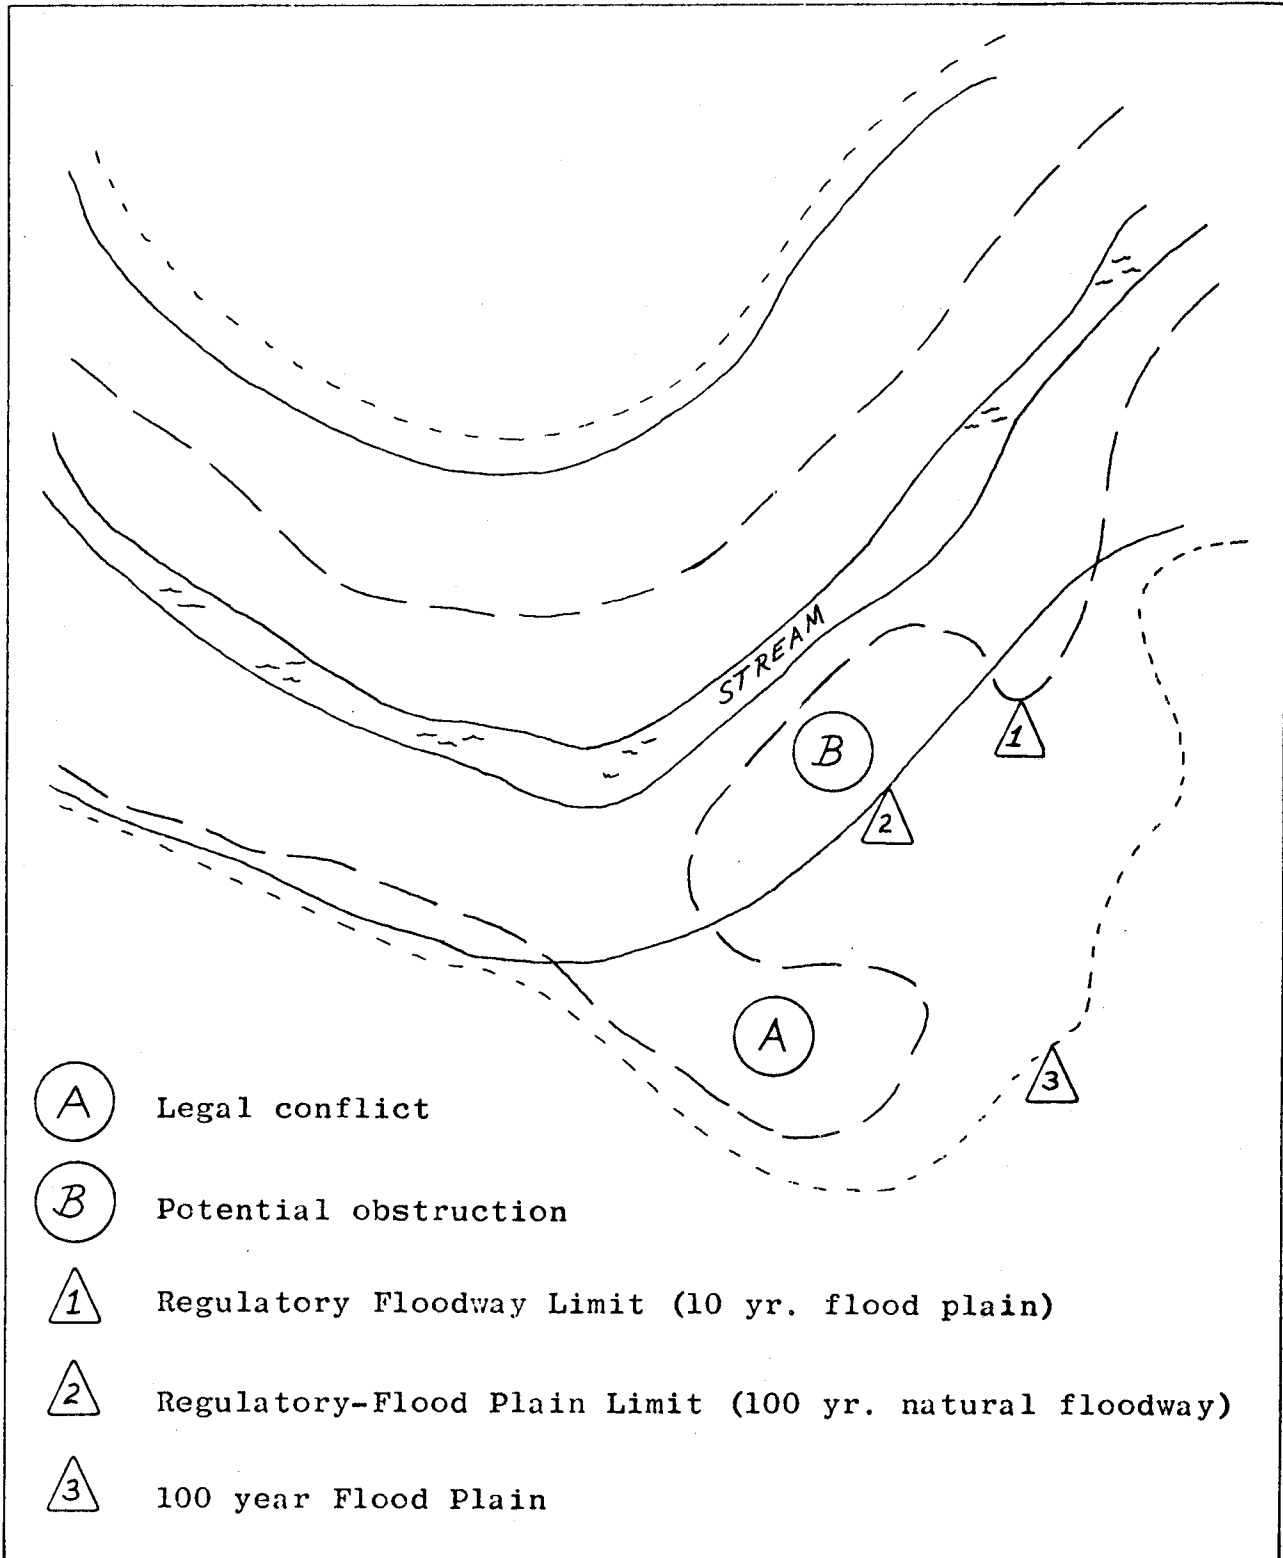 STREAM
B
1
2
A
3
A Legal conflict
B Potential obstruction
1 Regulatory Floodway Limit (10 yr. flood plain)
2 Regulatory-Flood Plain Limit (100 yr. natural floodway)
3 100 year Flood Plain